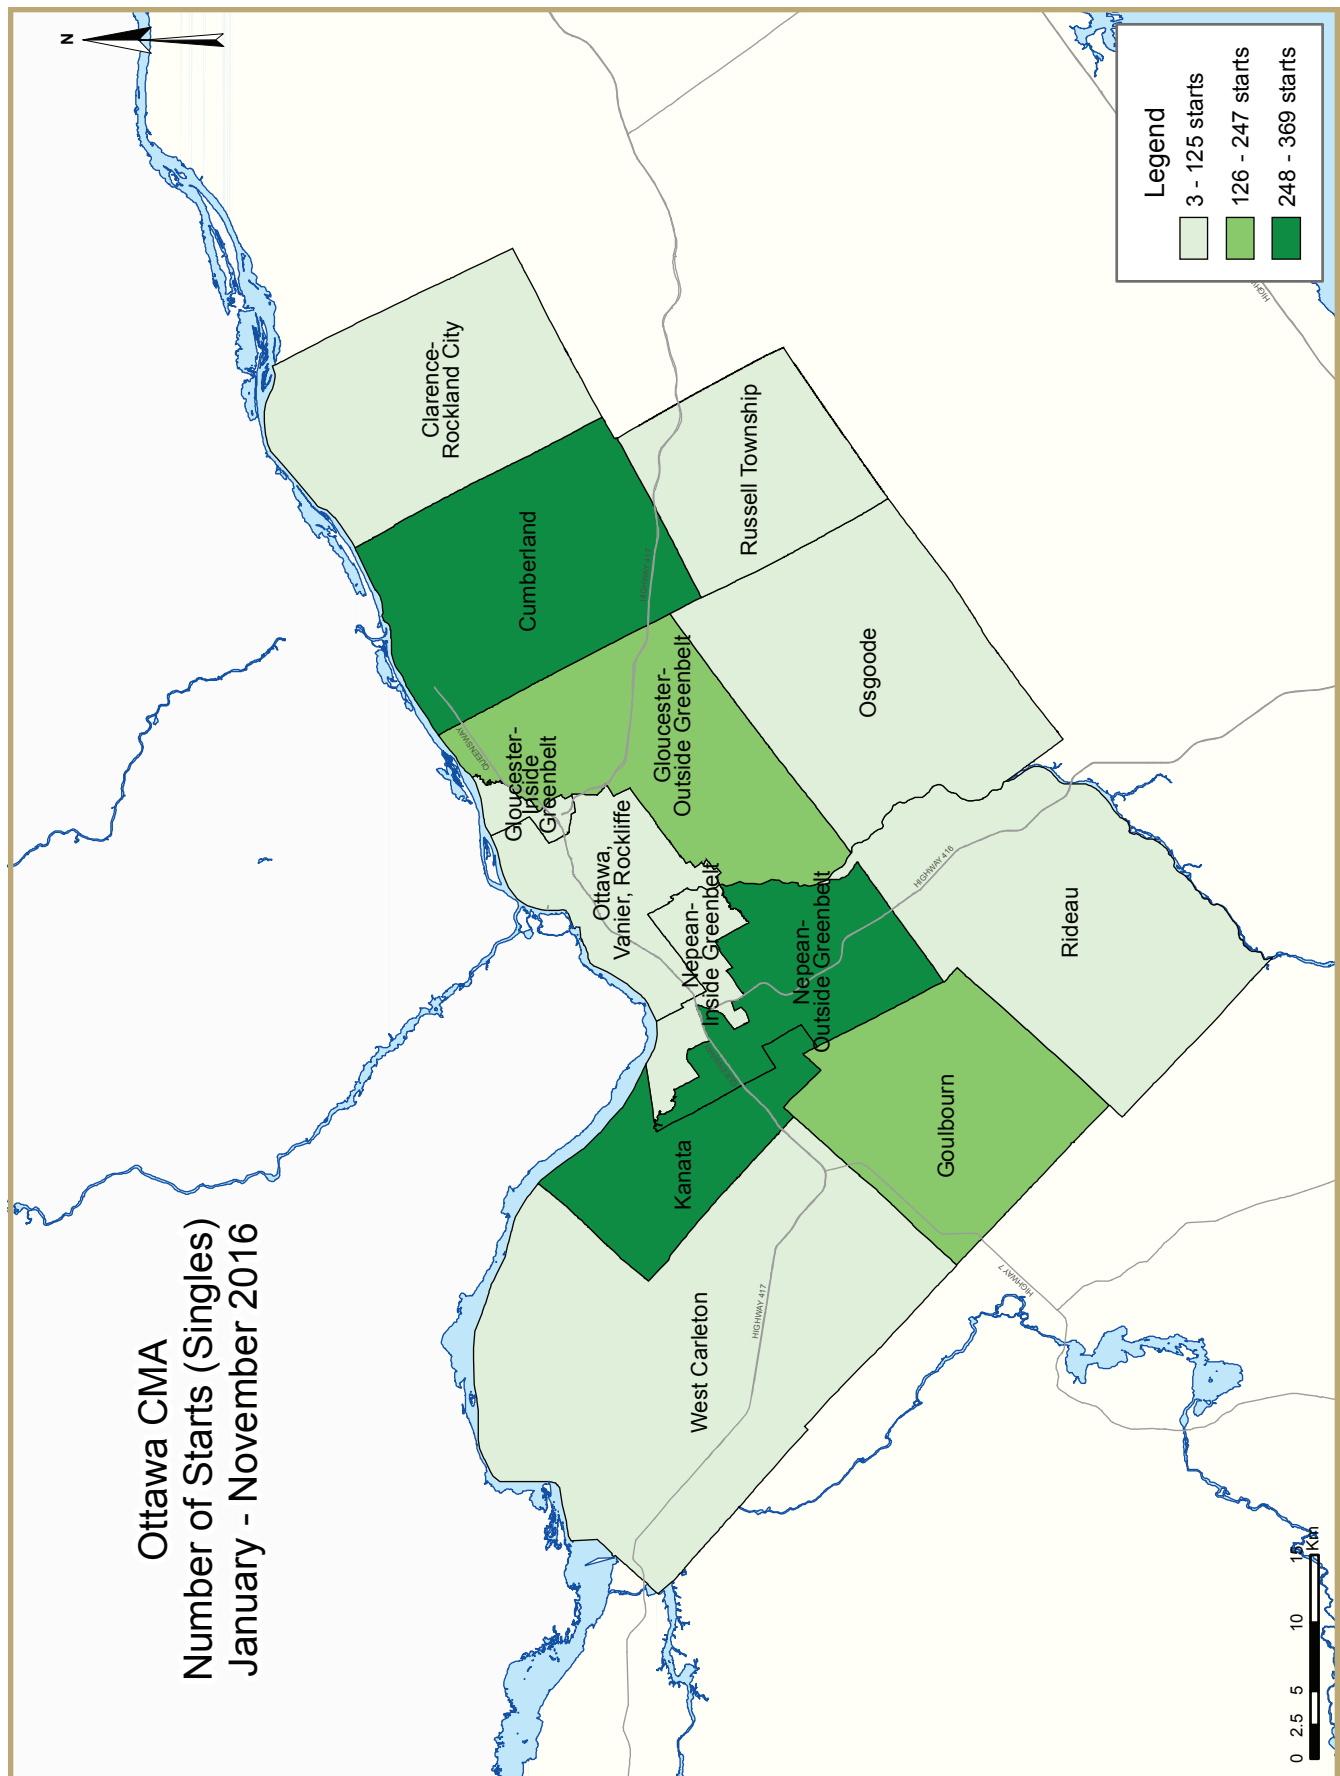 Ottawa CMA
Number of Starts (Singles)
January - November 2016
N
Legend
3 - 125 starts
126 - 247 starts
248 - 369 starts
Clarence-
Rockland City
Cumberland
Russell Township
Osgoode
Gloucester-
Outside Greenbelt
Gloucester-
Inside
Greenbelt
Ottawa,
Vanier, Rockliffe
Nepean-
Inside Greenbelt
Nepean-
Outside Greenbelt
Kanata
Goulbourn
Rideau
West Carleton
QUEENSWAY
HIGHWAY 417
HIGHWAY 416
HIGHWAY 417
HIGHWAY 7
0 2.5 5 10 15
Km